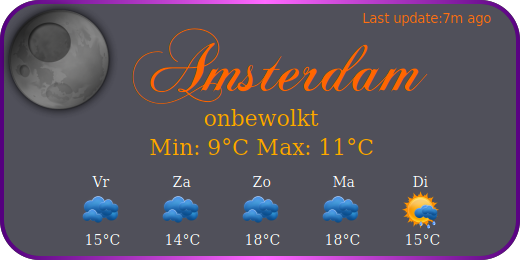 Last update:7m ago
Amsterdam
onbewolkt
Min: 9°C Max: 11°C
Vr Za Zo Ma Di
15°C 14°C 18°C 18°C 15°C